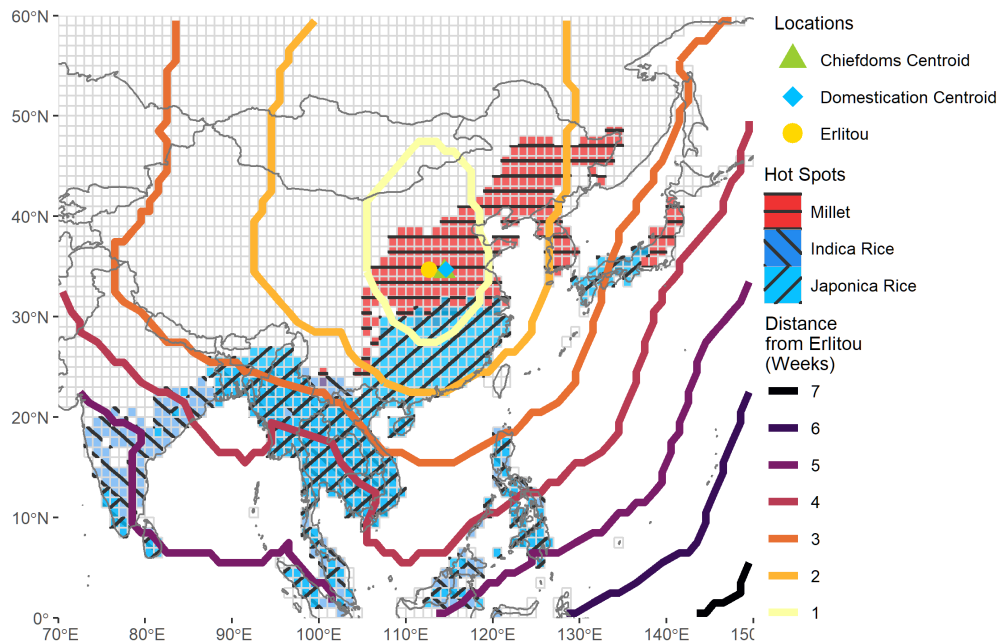 60°N
50°N
40°N
30°N
20°N
10°N
0°
70°E
80°E
90°E
100°E
110°E
120°E
130°E
140°E
150
Locations
Chiefdoms Centroid
Domestication Centroid
Erlitou
Hot Spots
Millet
Indica Rice
Japonica Rice
Distance
from Erlitou
(Weeks)
7
6
5
4
3
2
1